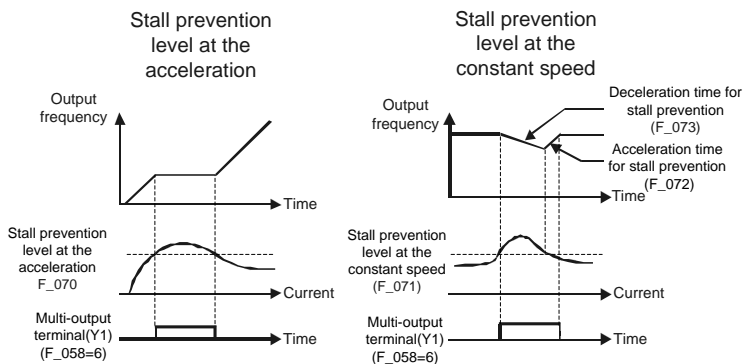 Stall prevention
level at the
acceleration
Output
frequency
Time
Stall prevention
level at the
acceleration
F_070
Current
Multi-output
terminal(Y1)
(F_058=6)
Time
Stall prevention
level at the
constant speed
Output
frequency
Deceleration time for
stall prevention
(F_073)
Acceleration time
for stall prevention
(F_072)
Time
Stall prevention
level at the
constant speed
(F_071)
Current
Multi-output
terminal(Y1)
(F_058=6)
Time